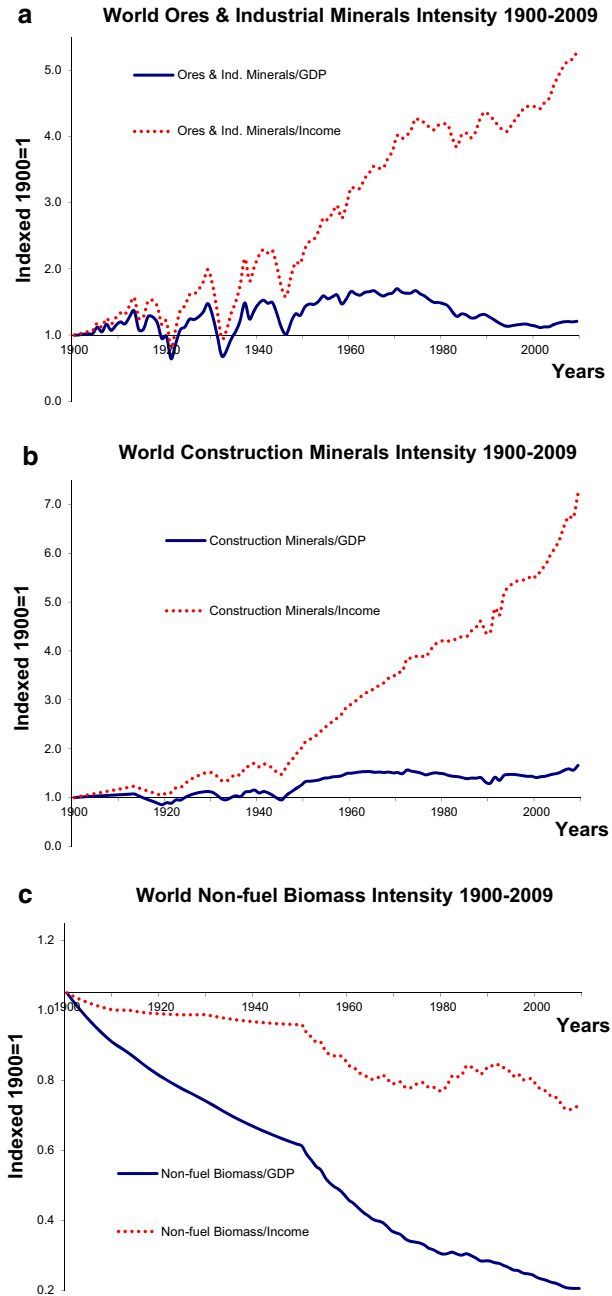 a
World Ores & Industrial Minerals Intensity 1900-2009
Indexed 1900=1
5.0
4.0
3.0
2.0
1.0
0.0
Ores & Ind. Minerals/GDP
Ores & Ind. Minerals/Income
1900 1920 1940 1960 1980 2000
Years
b
World Construction Minerals Intensity 1900-2009
Indexed 1900=1
7.0
6.0
5.0
4.0
3.0
2.0
1.0
0.0
Construction Minerals/GDP
Construction Minerals/Income
1900 1920 1940 1960 1980 2000
Years
c
World Non-fuel Biomass Intensity 1900-2009
Indexed 1900=1
1.2
1.0
0.8
0.6
0.4
0.2
1900 1920 1940 1960 1980 2000
Years
Non-fuel Biomass/GDP
Non-fuel Biomass/Income